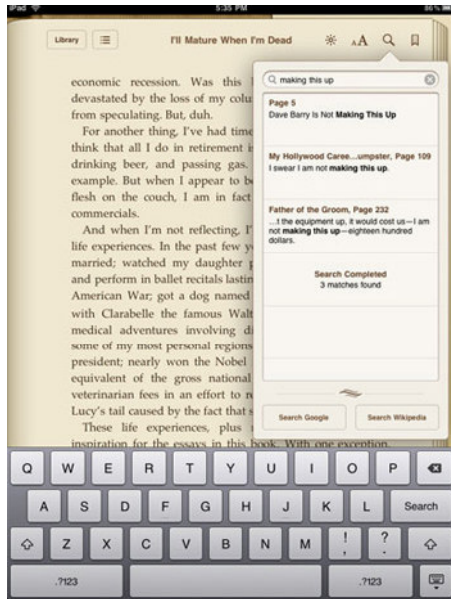 iPad
5:35 PM
86%
Library
I'll Mature When I'm Dead
AA
making this up
economic recession. Was this
devastated by the loss of my colu
from speculating. But, duh.
For another thing, I've had time
think that all I do in retirement i
drinking beer, and passing gas.
example. But when I appear to be
flesh on the couch, I am in fact
commercials.
And when I'm not reflecting, I'
life experiences. In the past few y
married; watched my daughter p
and perform in ballet recitals lastin
American War; got a dog named
with Clarabelle the famous Walt
medical adventures involving di
some of my most personal regions
president; nearly won the Nobel
equivalent of the gross national
veterinarian fees in an effort to re
Lucy's tail caused by the fact that s
These life experiences, plus
inspiration for the essays in this book. With one exception,
Page 5
Dave Barry Is Not Making This Up
My Hollywood Caree...umpster, Page 109
I swear I am not making this up.
Father of the Groom, Page 232
...t the equipment up, it would cost us—I am
not making this up—eighteen hundred
dollars.
Search Completed
3 matches found
Search Google
Search Wikipedia
Q W E R T Y U I O P
A S D F G H J K L Search
Z X C V B N M ! , ? .
.?123 .?123